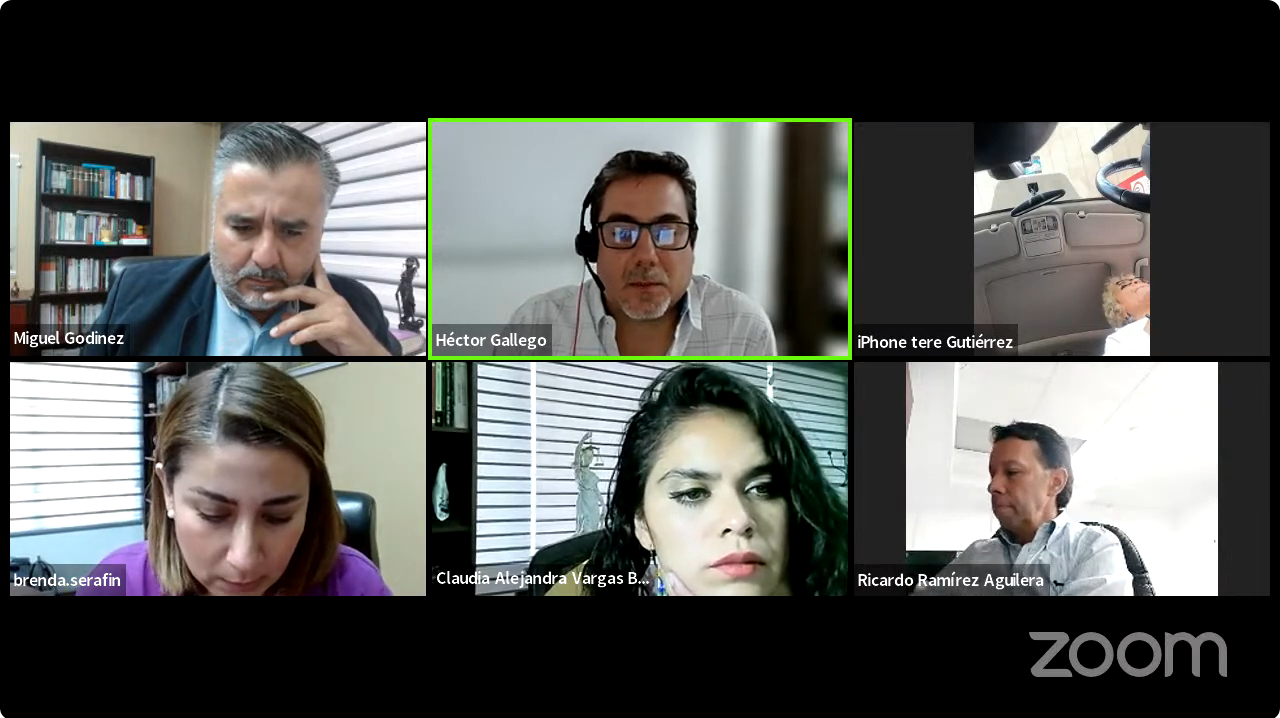 Miguel Godinez
Héctor Gallego
iPhone tere Gutiérrez
brenda.serafin
Claudia Alejandra Vargas B...
Ricardo Ramírez Aguilera
zoom